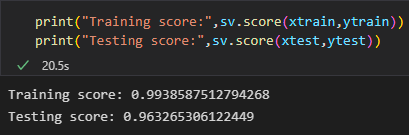 print("Training score:",sv.score(xtrain,ytrain))
print("Testing score:",sv.score(xtest,ytest))
✓ 20.5s
Training score: 0.9938587512794268
Testing score: 0.963265306122449